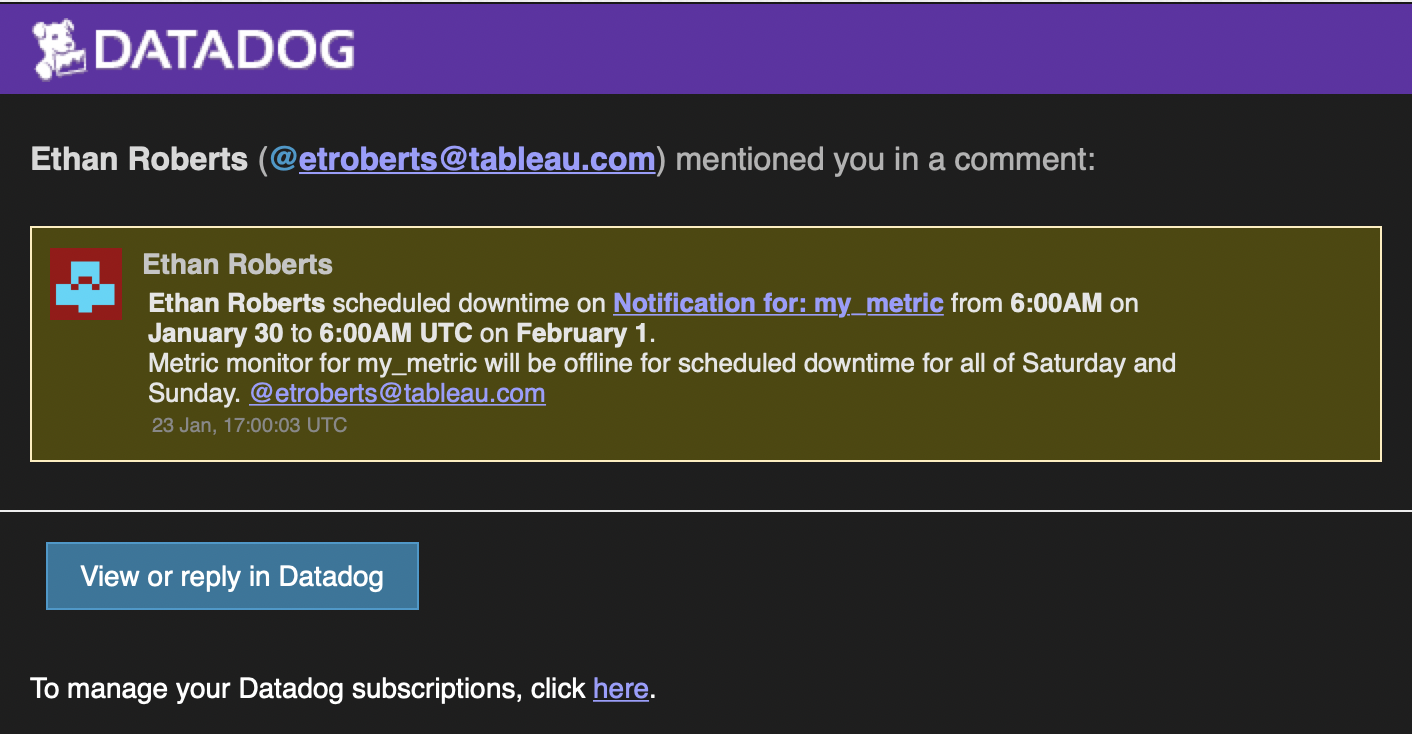 DATADOG
Ethan Roberts (@etroberts@tableau.com) mentioned you in a comment:
Ethan Roberts
Ethan Roberts scheduled downtime on Notification for: my_metric from 6:00AM on
January 30 to 6:00AM UTC on February 1.
Metric monitor for my_metric will be offline for scheduled downtime for all of Saturday and
Sunday. @etroberts@tableau.com
23 Jan, 17:00:03 UTC
View or reply in Datadog
To manage your Datadog subscriptions, click here.